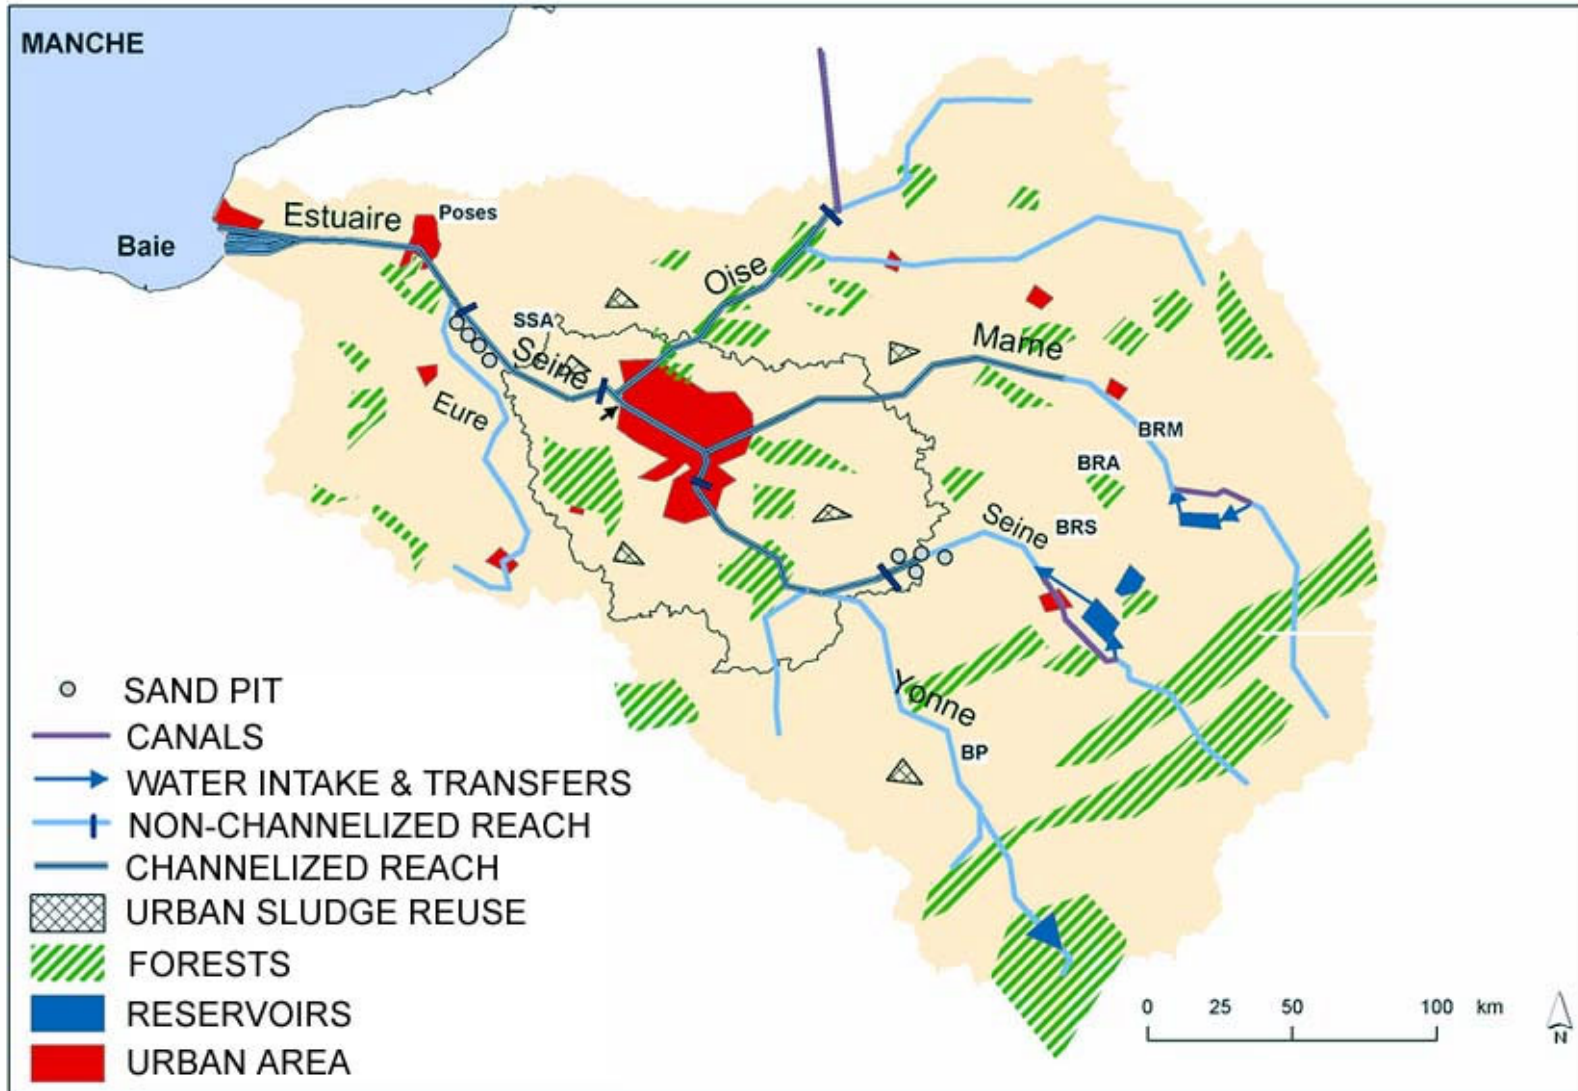 MANCHE
Estuaire
Poses
Baie
Oise
SSA
Seine
Marne
Eure
BRM
BRA
Seine
BRS
Yonne
BP
SAND PIT
CANALS
WATER INTAKE & TRANSFERS
NON-CHANNELIZED REACH
CHANNELIZED REACH
URBAN SLUDGE REUSE
FORESTS
RESERVOIRS
URBAN AREA
0 25 50 100 km
N